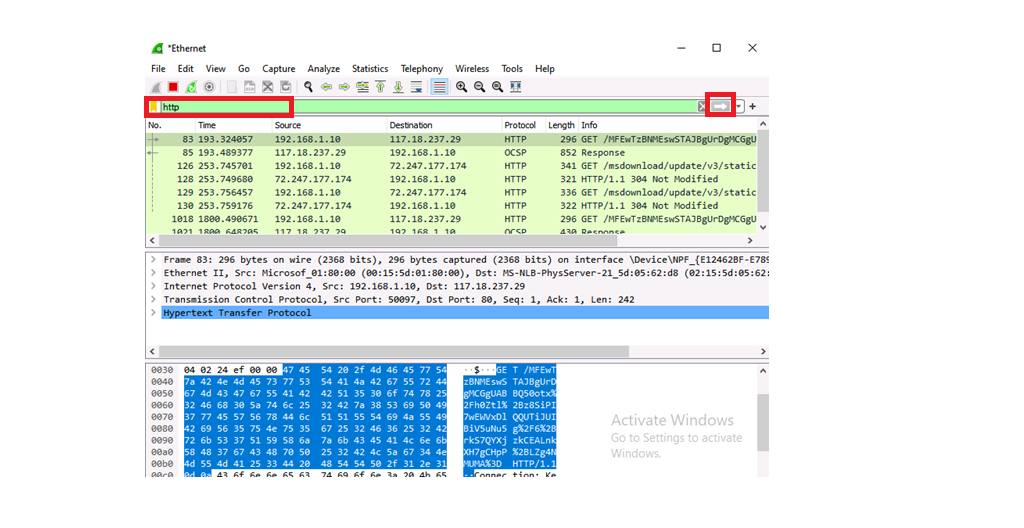 *Ethernet
File Edit View Go Capture Analyze Statistics Telephony Wireless Tools Help
http
No. Time Source Destination Protocol Length Info
83 193.324057 192.168.1.10 117.18.237.29 HTTP 296 GET /MFEwTzBNMEswSTAJBgUrDgMCGgU
85 193.489377 117.18.237.29 192.168.1.10 OCSP 852 Response
126 253.745701 192.168.1.10 72.247.177.174 HTTP 341 GET /msdownload/update/v3/static
128 253.749680 72.247.177.174 192.168.1.10 HTTP 321 HTTP/1.1 304 Not Modified
129 253.756457 192.168.1.10 72.247.177.174 HTTP 336 GET /msdownload/update/v3/static
130 253.759176 72.247.177.174 192.168.1.10 HTTP 322 HTTP/1.1 304 Not Modified
1018 1800.490671 192.168.1.10 117.18.237.29 HTTP 296 GET /MFEwTzBNMEswSTAJBgUrDgMCGgU
1021 1800.648205 117.18.237.29 192.168.1.10 OCSP 430 Response
Frame 83: 296 bytes on wire (2368 bits), 296 bytes captured (2368 bits) on interface \Device\NPF_{E12462BF-E789
Ethernet II, Src: Microsof_01:80:00 (00:15:5d:01:80:00), Dst: MS-NLB-PhysServer-21_5d:05:62:d8 (02:15:5d:05:62:
Internet Protocol Version 4, Src: 192.168.1.10, Dst: 117.18.237.29
Transmission Control Protocol, Src Port: 50097, Dst Port: 80, Seq: 1, Ack: 1, Len: 242
Hypertext Transfer Protocol
0030 04 02 24 ef 00 00 47 45 54 20 2f 4d 46 45 77 54 ··$···GE T /MFEwT
0040 7a 42 4e 4d 45 73 77 53 54 41 4a 42 67 55 72 44 zBNMEswS TAJBgUrD
0050 67 4d 43 47 67 55 41 42 42 51 35 30 6f 74 78 25 gMCGgUAB BQ50otx%
0060 32 46 68 30 5a 74 6c 25 32 42 7a 38 53 69 50 49 2Fh0Ztl% 2Bz8SiPI
0070 37 77 45 57 56 78 44 6c 51 51 55 54 69 4a 55 49 7wEWVxDl QQUTiJUI
0080 42 69 56 35 75 4e 75 35 67 25 32 46 36 25 32 42 BiV5uNu5 g%2F6%2B
0090 72 6b 53 37 51 59 58 6a 7a 6b 43 45 41 4c 6e 6b rkS7QYXj zkCEALnk
00a0 58 48 37 67 43 48 70 50 25 32 42 4c 5a 67 34 4e XH7gCHpP %2BLZg4N
00b0 4d 55 4d 41 25 33 44 20 48 54 54 50 2f 31 2e 31 MUMA%3D HTTP/1.1
00c0 0d 0a 43 6f 6e 6e 65 63 74 69 6f 6e 3a 20 4b 65 ··Connec tion: Ke
Activate Windows
Go to Settings to activate
Windows.